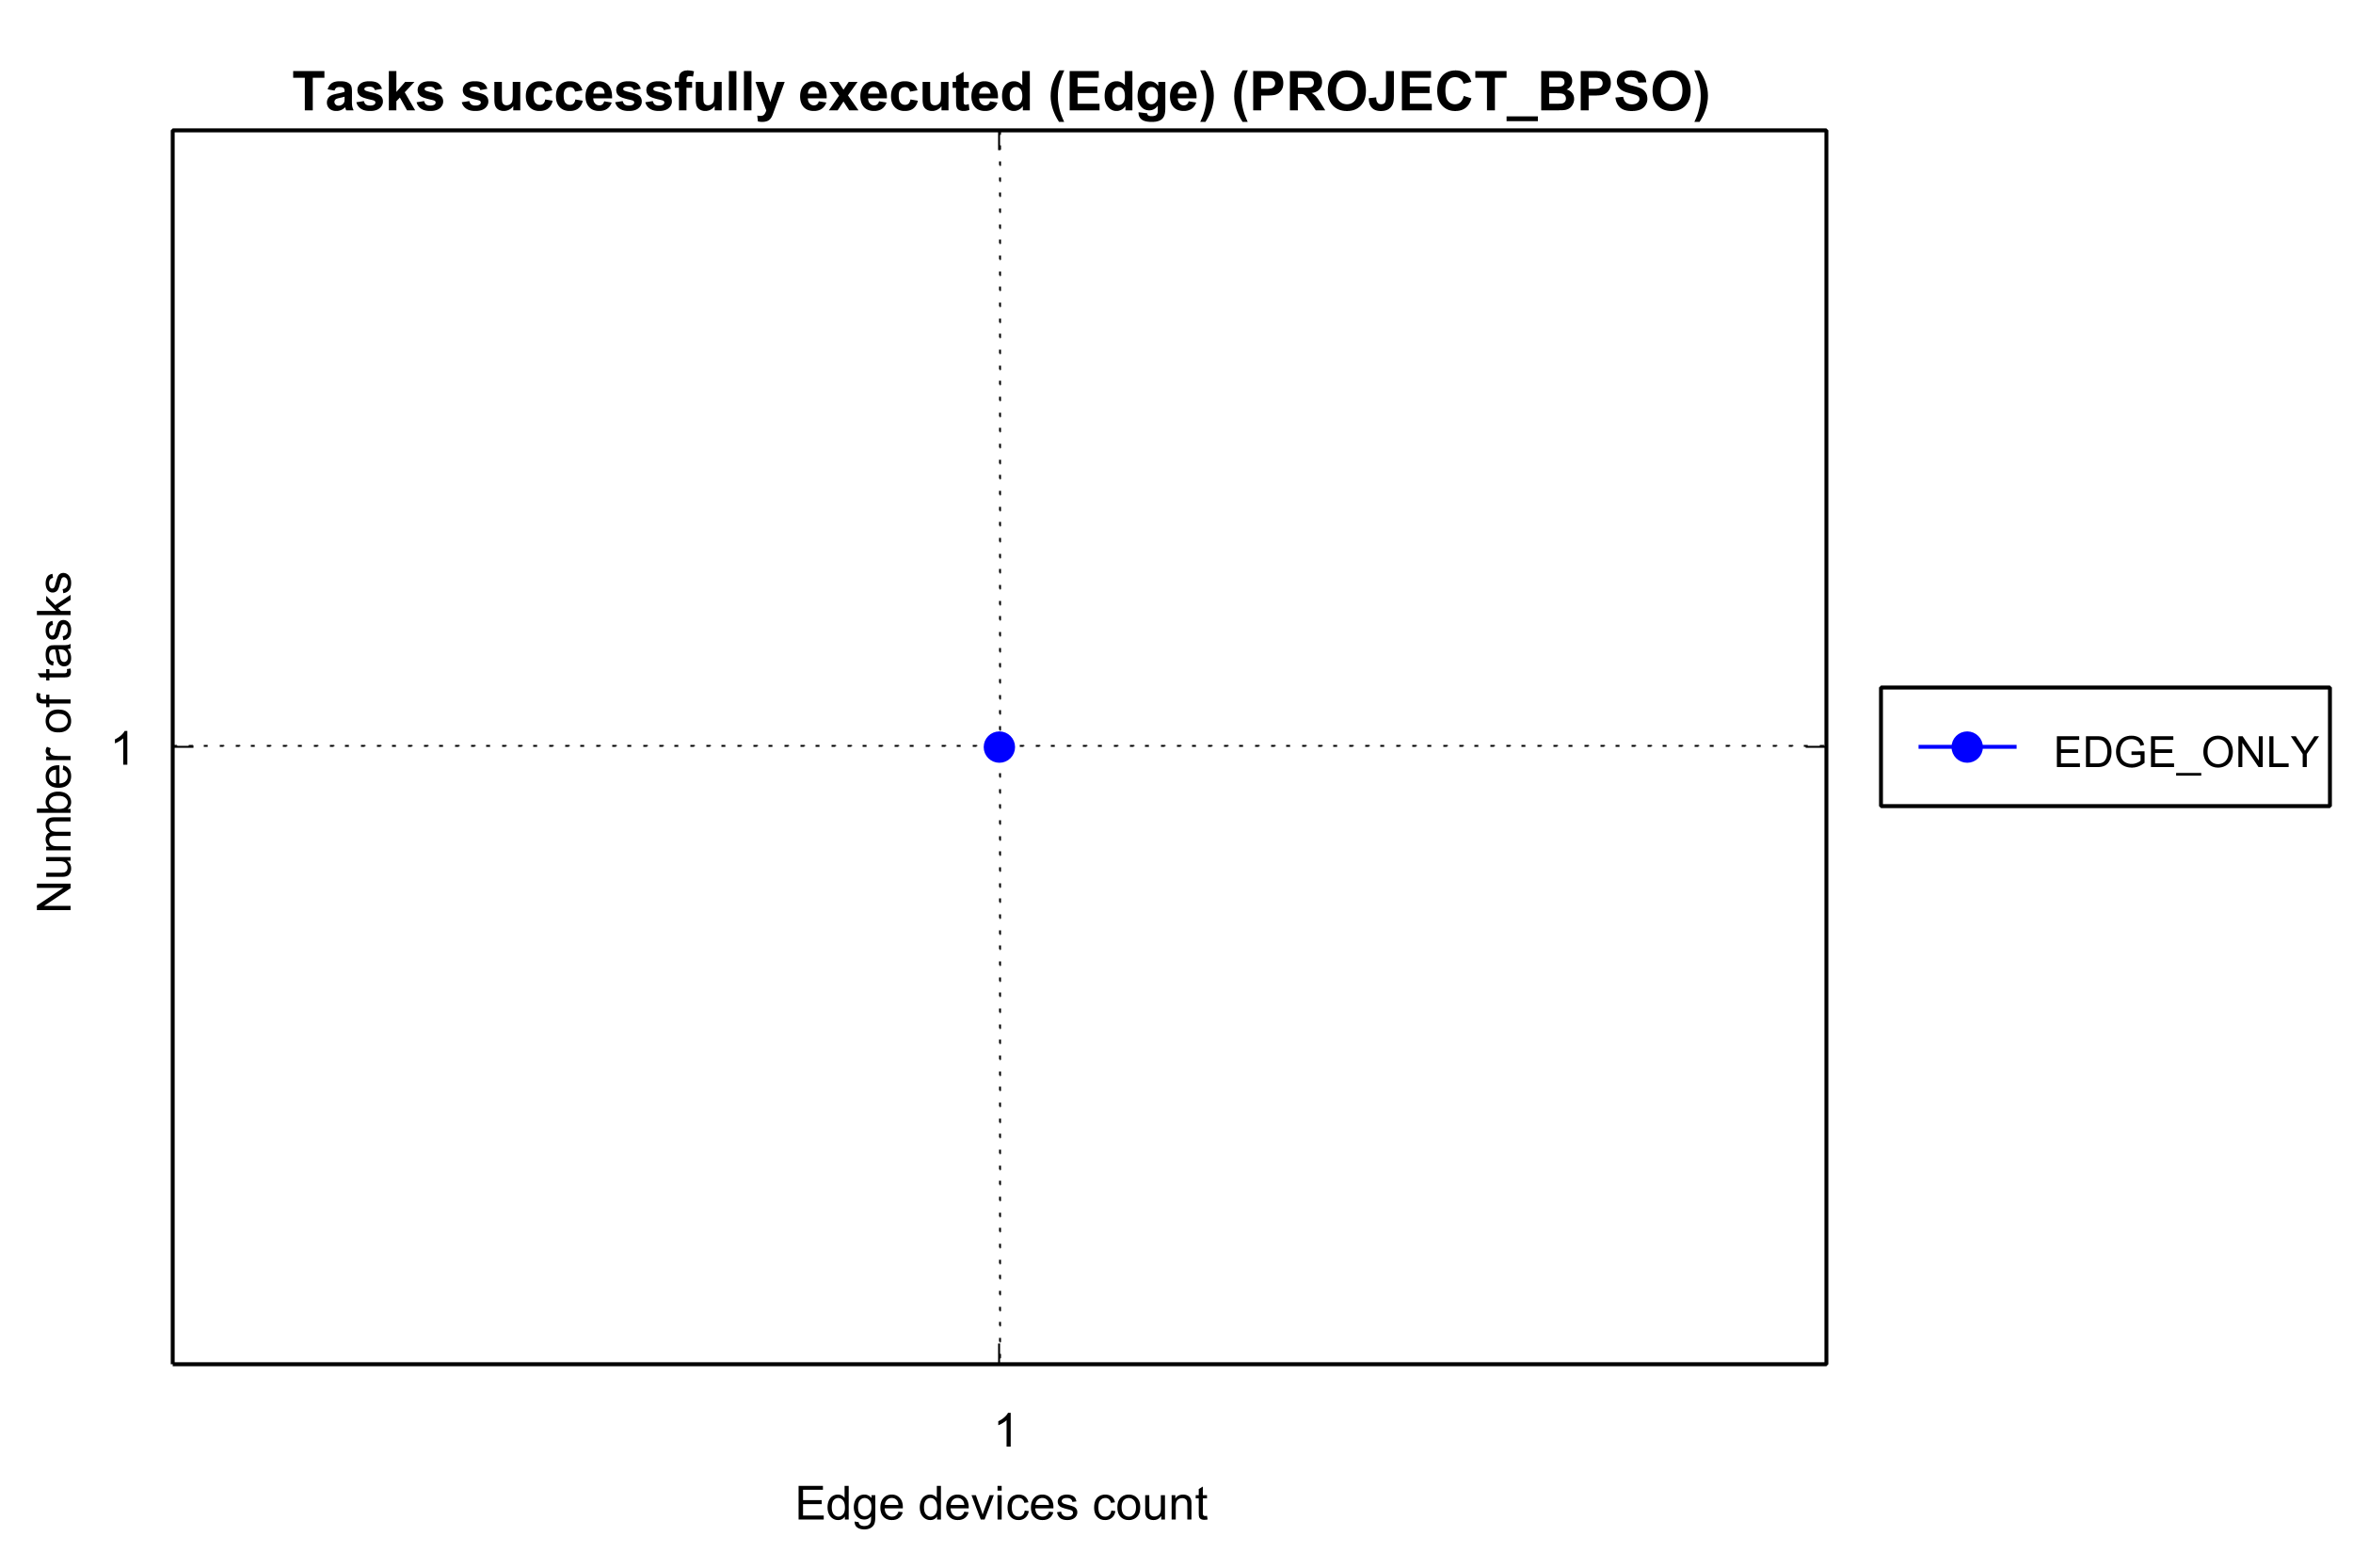 Tasks successfully executed (Edge) (PROJECT_BPSO)
Number of tasks
1
EDGE_ONLY
1
Edge devices count